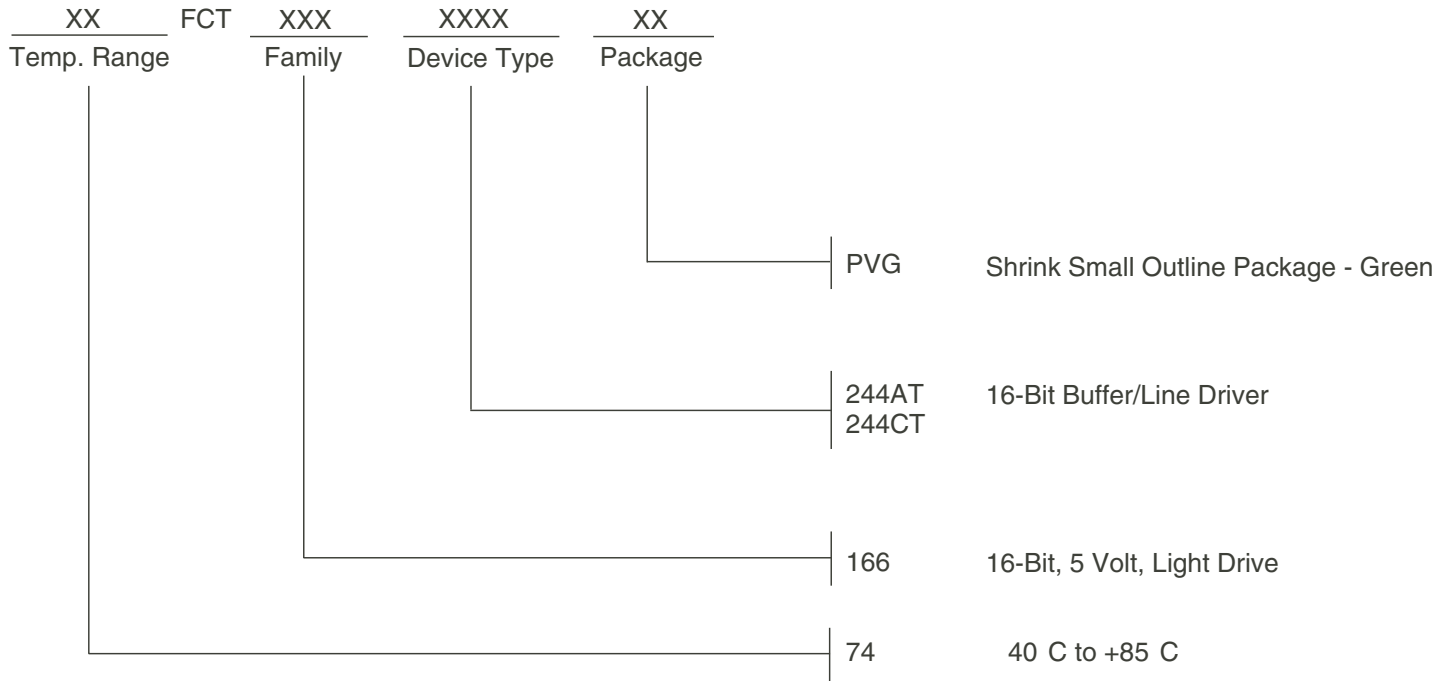 XX FCT XXX XXXX XX
Temp. Range Family Device Type Package
PVG Shrink Small Outline Package - Green
244AT 16-Bit Buffer/Line Driver
244CT
166 16-Bit, 5 Volt, Light Drive
74 40 C to +85 C